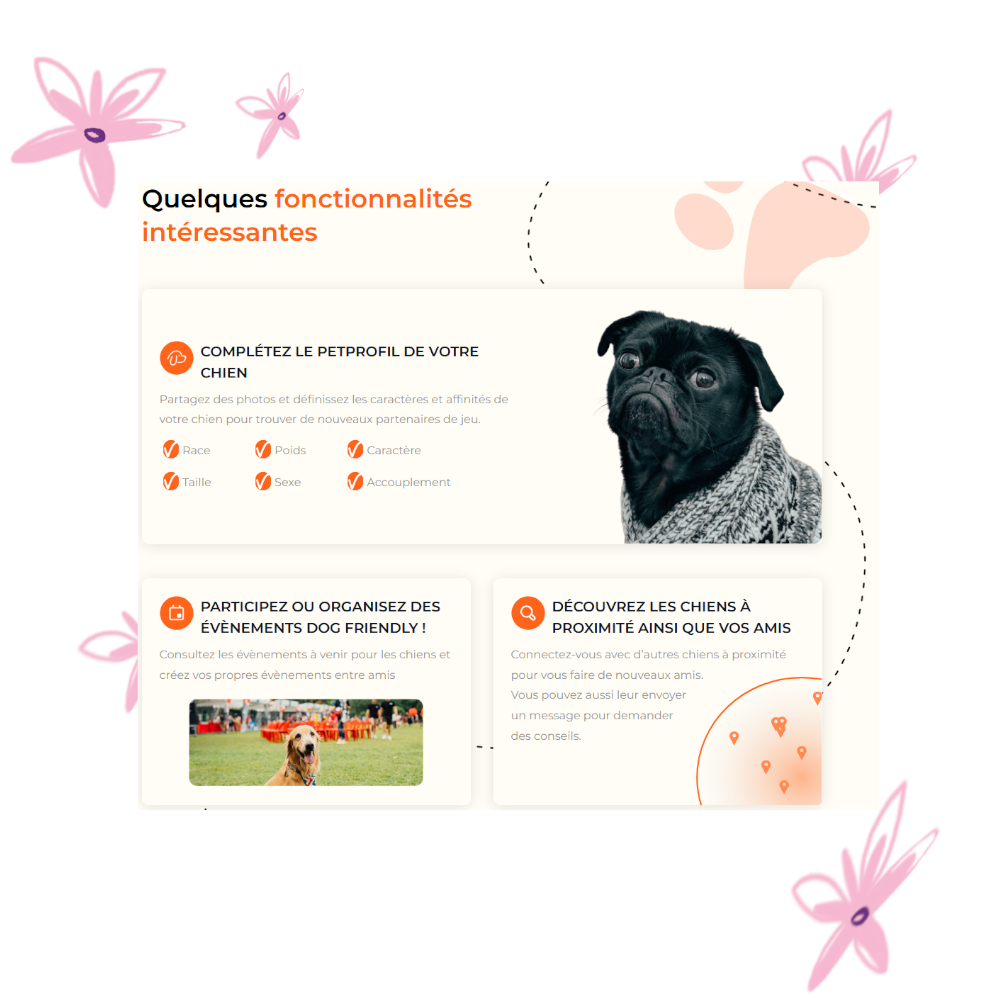 Quelques fonctionnalités
intéressantes
COMPLÉTEZ LE PETPROFIL DE VOTRE
CHIEN
Partagez des photos et définissez les caractères et affinités de
votre chien pour trouver de nouveaux partenaires de jeu.
Race Poids Caractère
Taille Sexe Accouplement
PARTICIPEZ OU ORGANISEZ DES
ÉVÈNEMENTS DOG FRIENDLY !
Consultez les évènements à venir pour les chiens et
créez vos propres évènements entre amis
DÉCOUVREZ LES CHIENS À
PROXIMITÉ AINSI QUE VOS AMIS
Connectez-vous avec d'autres chiens à proximité
pour vous faire de nouveaux amis.
Vous pouvez aussi leur envoyer
un message pour demander
des conseils.